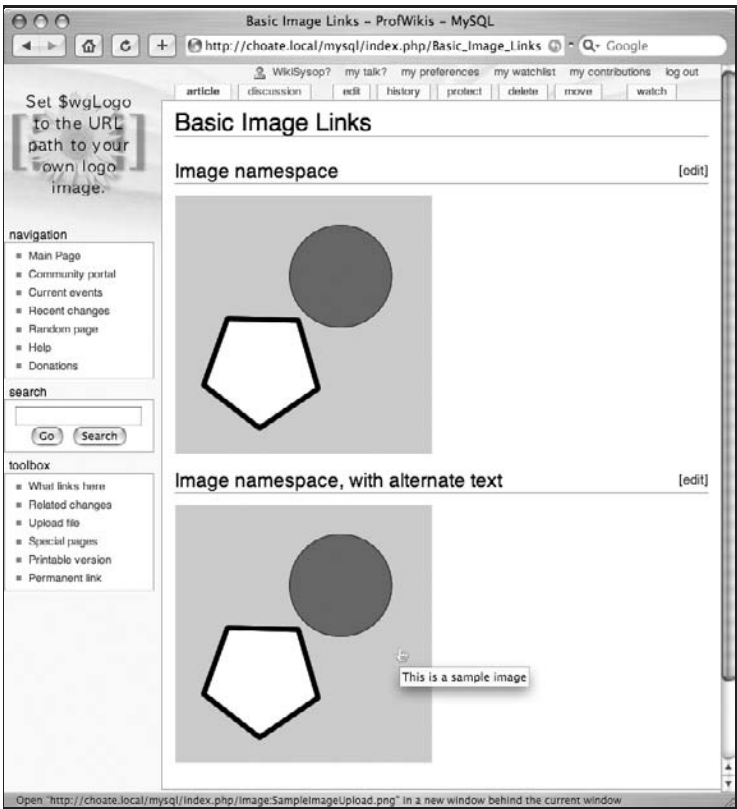 Basic Image Links – ProfWikis – MySQL
http://choate.local/mysql/index.php/Basic_Image_Links
Google
WikiSysop? my talk? my preferences my watchlist my contributions log out
article discussion edit history protect delete move watch
Set $wgLogo
to the URL
path to your
own logo
image.
navigation
Main Page
Community portal
Current events
Recent changes
Random page
Help
Donations
search
Go Search
toolbox
What links here
Related changes
Upload file
Special pages
Printable version
Permanent link
Basic Image Links
Image namespace [edit]
Image namespace, with alternate text [edit]
This is a sample image
Open "http://choate.local/mysql/index.php/Image:SampleImageUpload.png" in a new window behind the current window